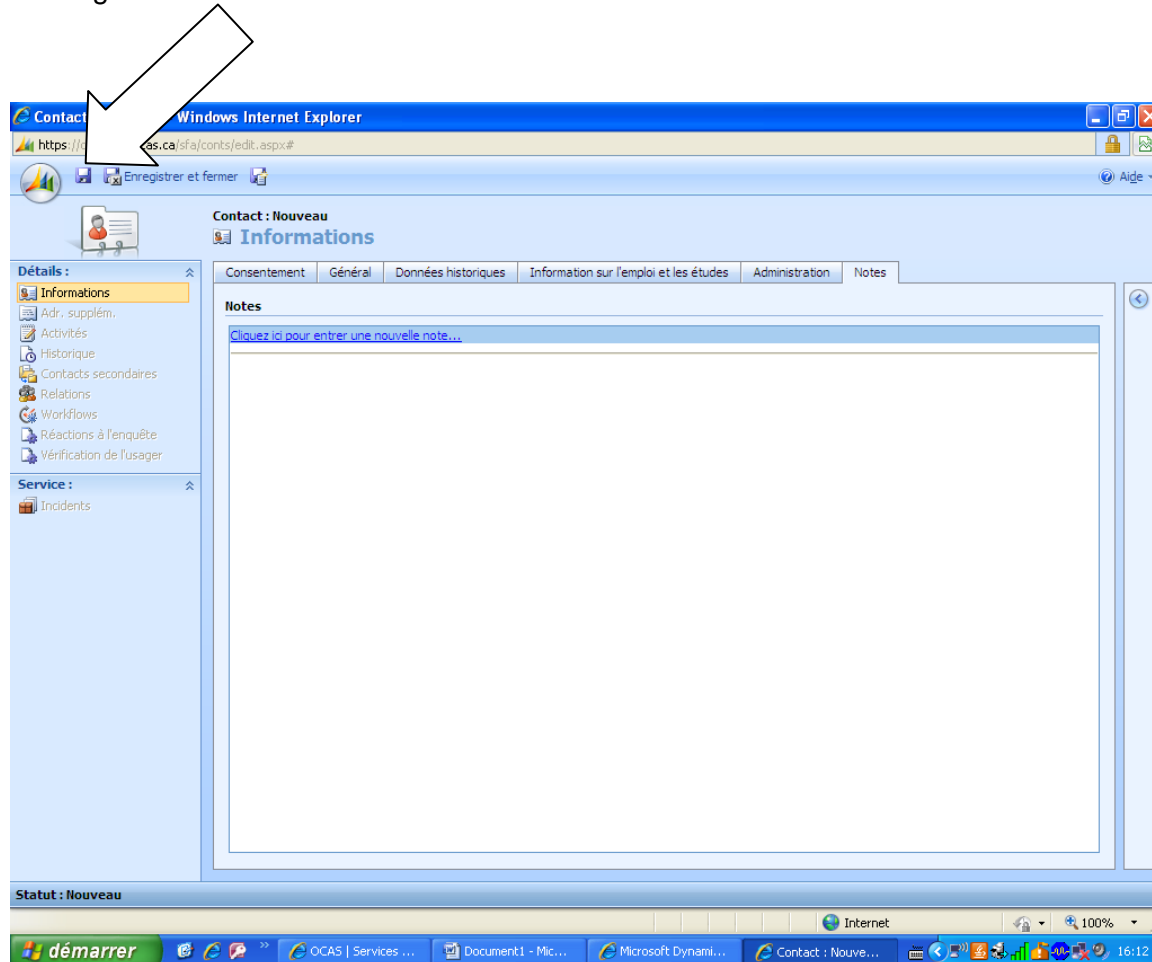 Contact
Windows Internet Explorer
https://
as.ca/sfa/conts/edit.aspx#
Enregistrer et fermer
Aide
Contact : Nouveau
Informations
Détails :
Informations
Adr. supplém.
Activités
Historique
Contacts secondaires
Relations
Workflows
Réactions à l'enquête
Vérification de l'usager
Service :
Incidents
Consentement Général Données historiques Information sur l'emploi et les études Administration Notes
Notes
Cliquez ici pour entrer une nouvelle note...
Statut : Nouveau
Internet
100%
démarrer
OCAS | Services ...
Document1 - Mic...
Microsoft Dynami...
Contact : Nouve...
16:12